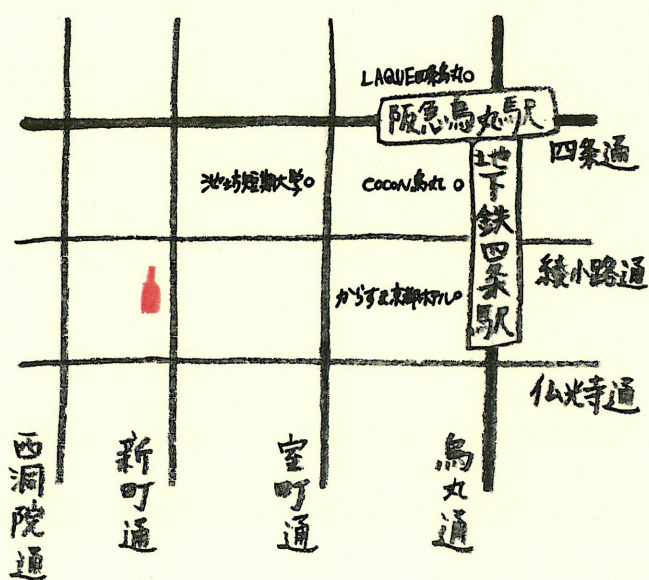 LAQUE四条烏丸
阪急烏丸駅
四条通
地下鉄四条駅
池坊短期大学
COCON烏丸
綾小路通
からすま京都ホテル
仏光寺通
西洞院通
新町通
室町通
烏丸通